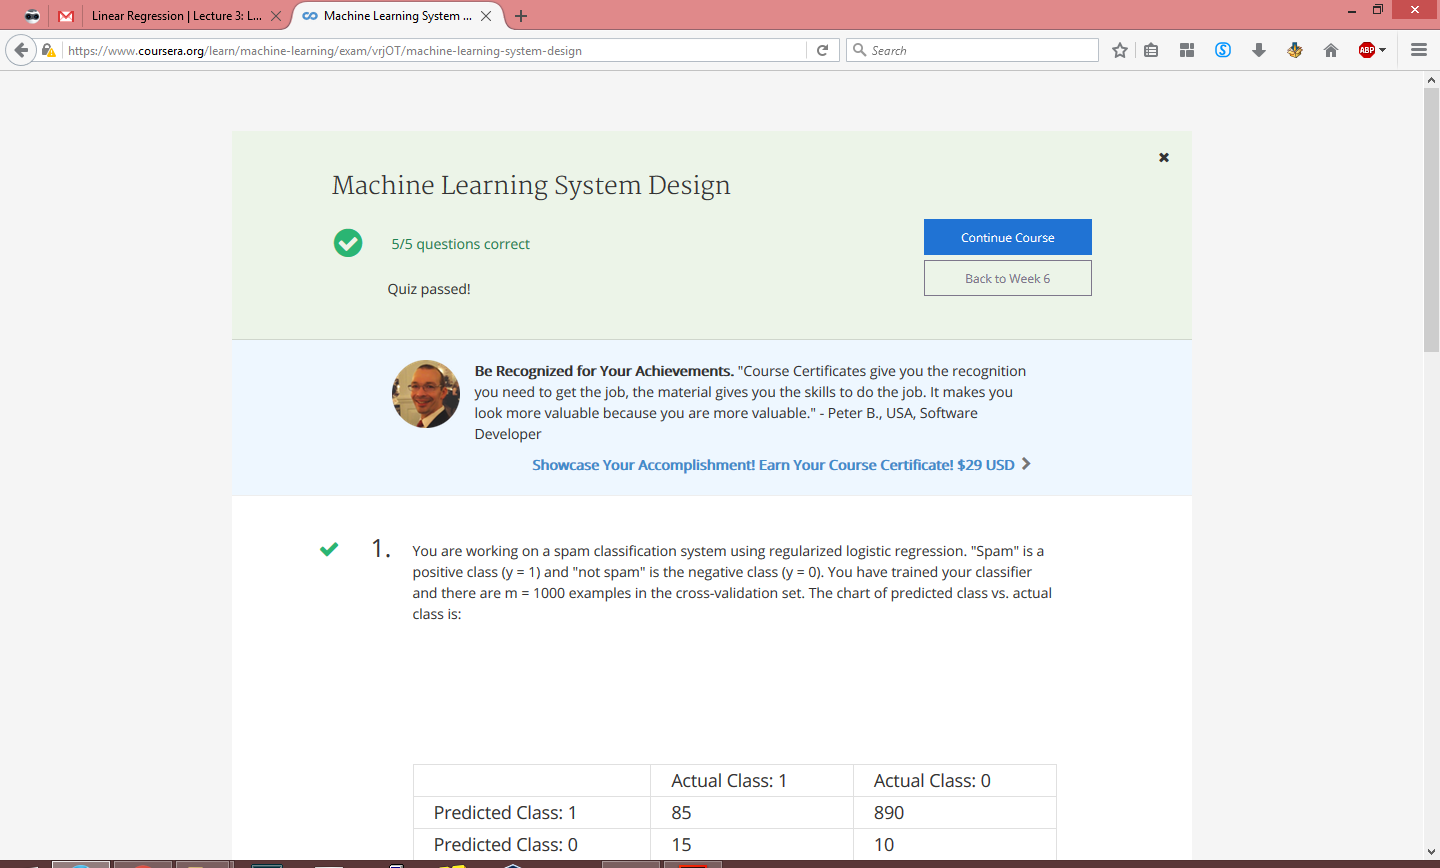 Linear Regression | Lecture 3: L...
Machine Learning System ...
https://www.coursera.org/learn/machine-learning/exam/vrjOT/machine-learning-system-design
Search
ABP
Machine Learning System Design
5/5 questions correct
Continue Course
Quiz passed!
Back to Week 6
Be Recognized for Your Achievements. "Course Certificates give you the recognition
you need to get the job, the material gives you the skills to do the job. It makes you
look more valuable because you are more valuable." - Peter B., USA, Software
Developer
Showcase Your Accomplishment! Earn Your Course Certificate! $29 USD
1. You are working on a spam classification system using regularized logistic regression. "Spam" is a
positive class (y = 1) and "not spam" is the negative class (y = 0). You have trained your classifier
and there are m = 1000 examples in the cross-validation set. The chart of predicted class vs. actual
class is:
Actual Class: 1 Actual Class: 0
Predicted Class: 1 85 890
Predicted Class: 0 15 10